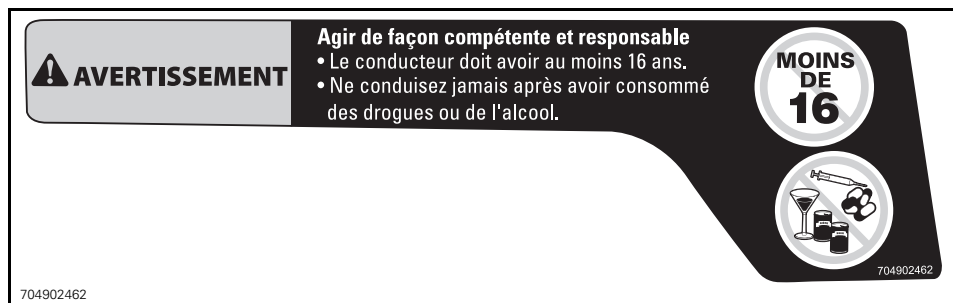 AVERTISSEMENT
Agir de façon compétente et responsable
• Le conducteur doit avoir au moins 16 ans.
• Ne conduisez jamais après avoir consommé
des drogues ou de l'alcool.
MOINS
DE
16
704902462
704902462